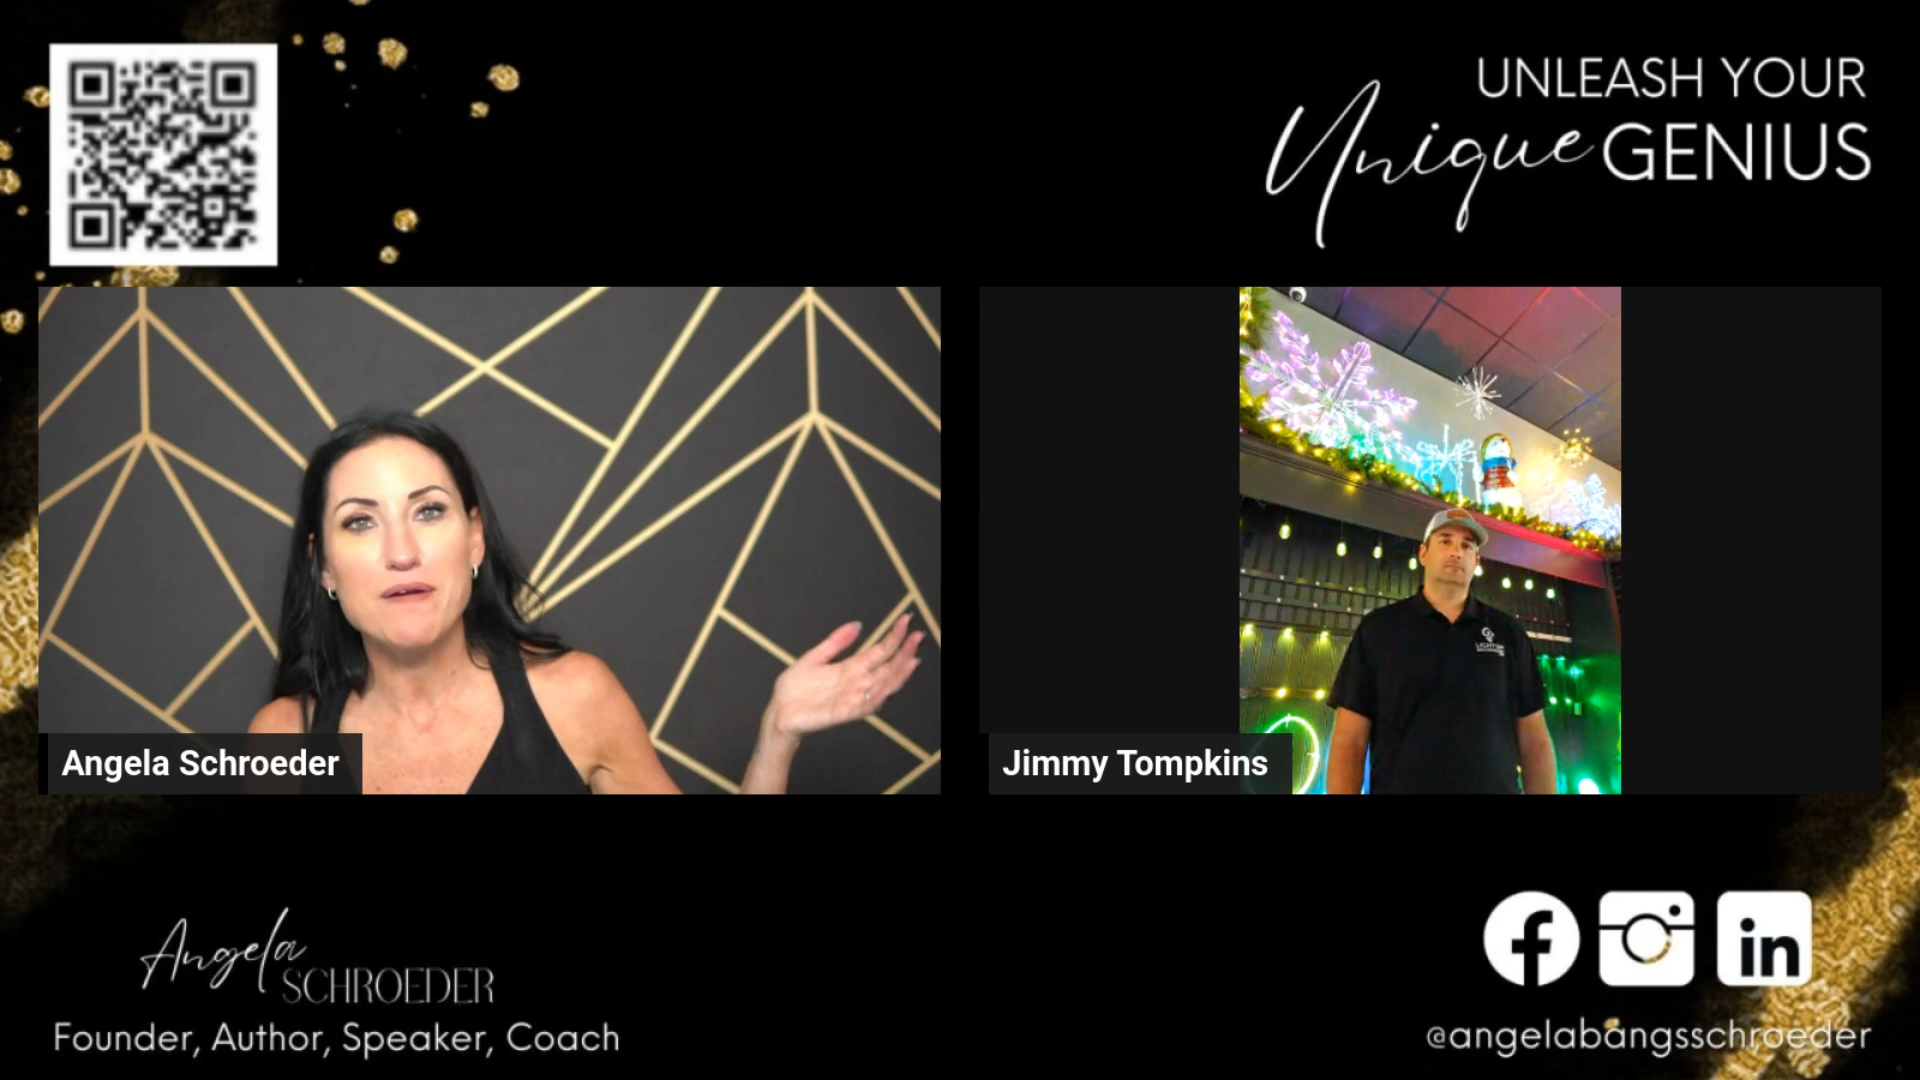 UNLEASH YOUR
Unique GENIUS
Angela Schroeder
Jimmy Tompkins
Angela
SCHROEDER
Founder, Author, Speaker, Coach
in
@angelabangsschroeder